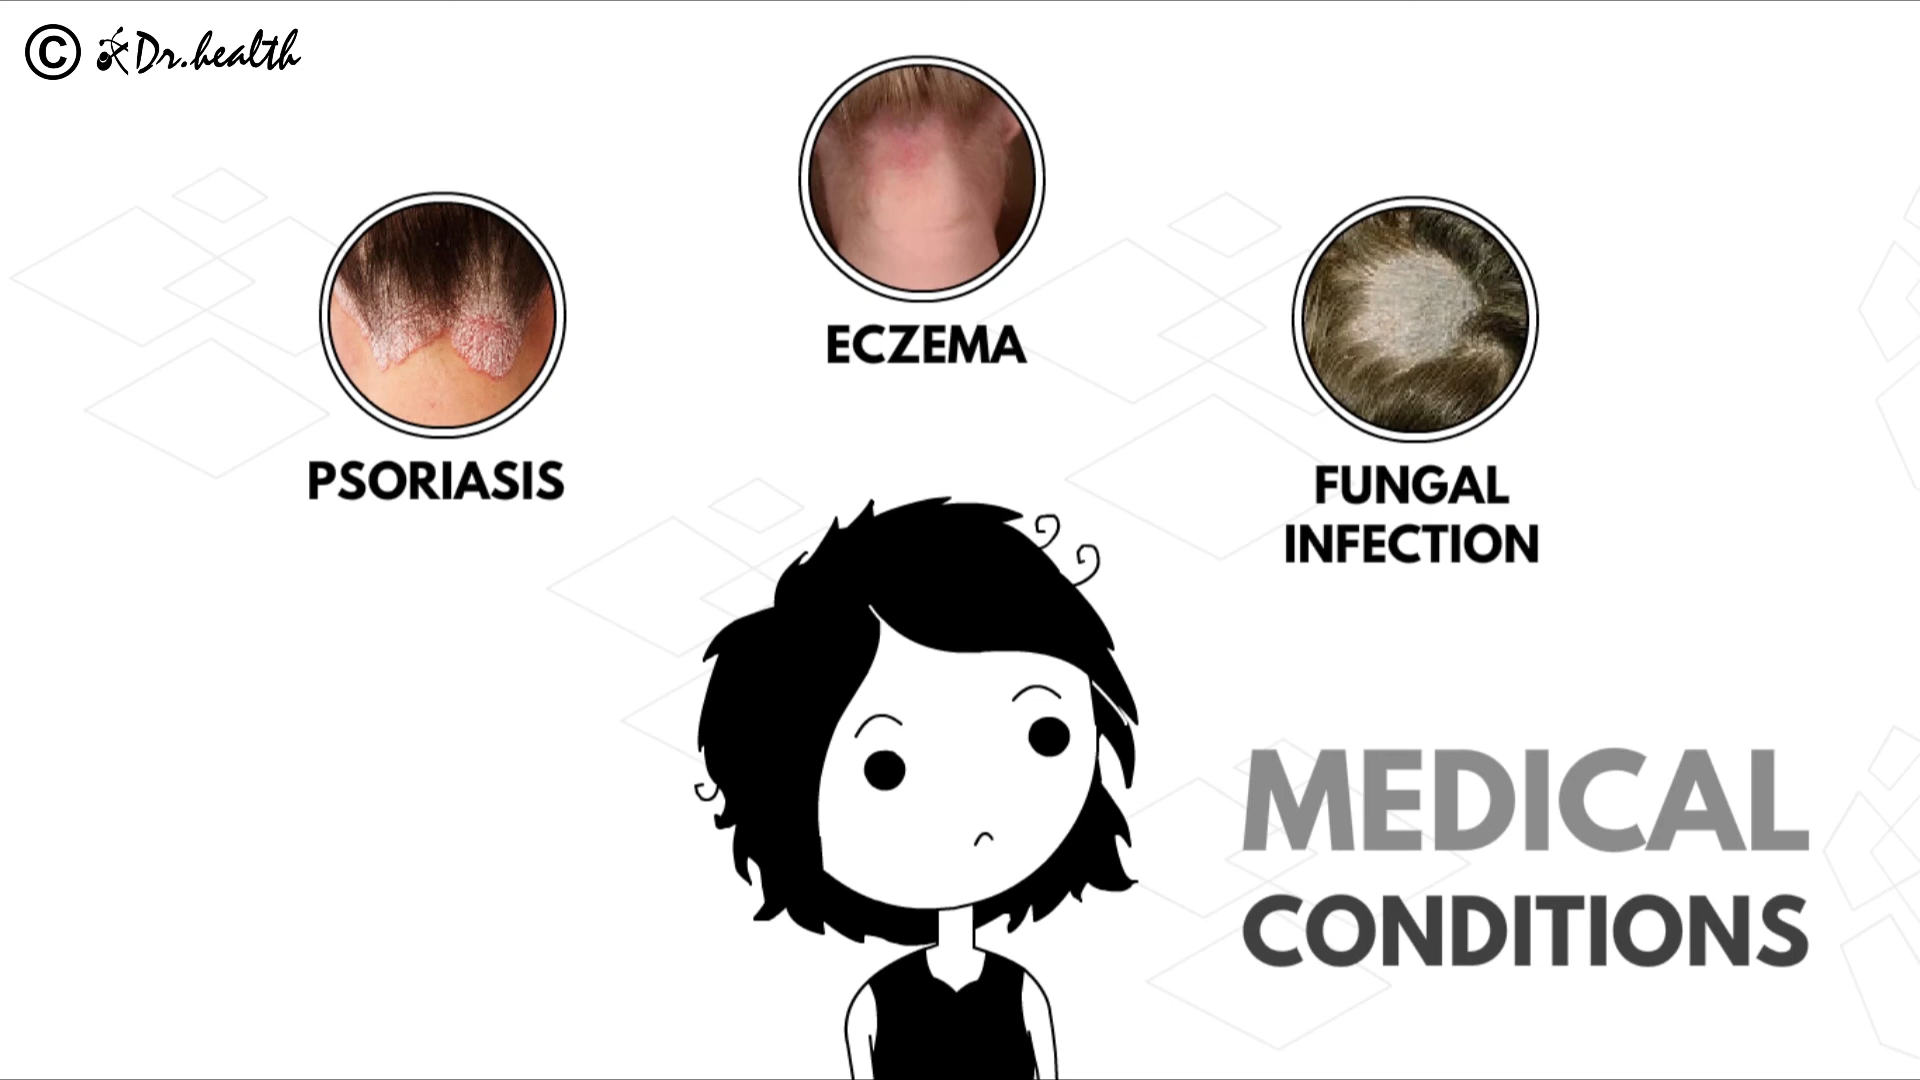 © Dr.health
ECZEMA
PSORIASIS
FUNGAL
INFECTION
MEDICAL
CONDITIONS